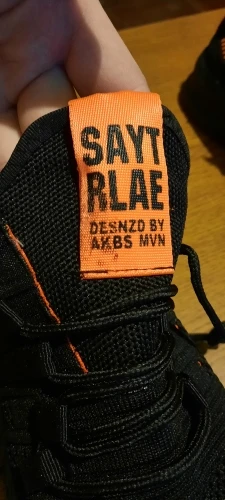 SAYT
RLAE
DESNZD BY
AKBS MVN